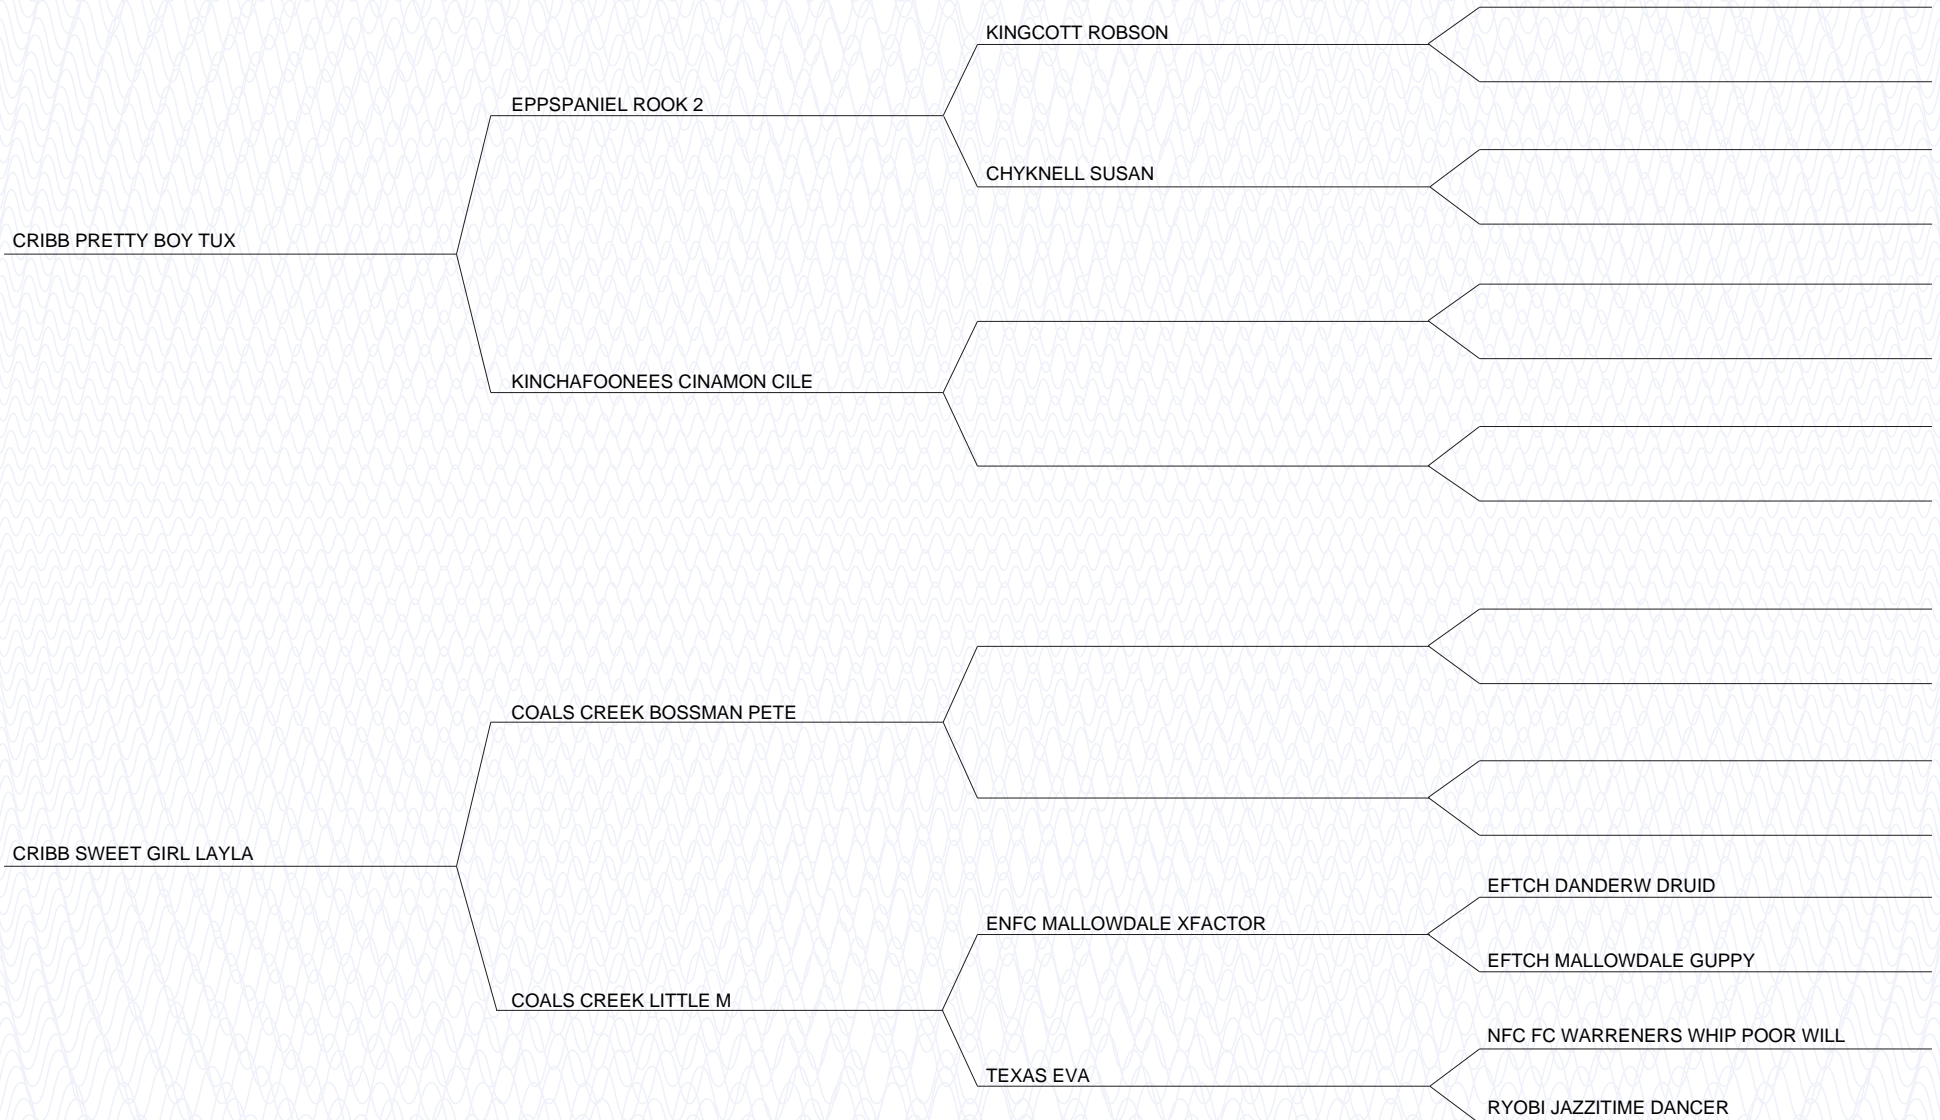 KINGCOTT ROBSON
EPPSPANIEL ROOK 2
CHYKNELL SUSAN
CRIBB PRETTY BOY TUX
KINCHAFOONEES CINAMON CILE
COALS CREEK BOSSMAN PETE
CRIBB SWEET GIRL LAYLA
EFTCH DANDERW DRUID
ENFC MALLOWDALE XFACTOR
EFTCH MALLOWDALE GUPPY
COALS CREEK LITTLE M
NFC FC WARRENERS WHIP POOR WILL
TEXAS EVA
RYOBI JAZZITIME DANCER